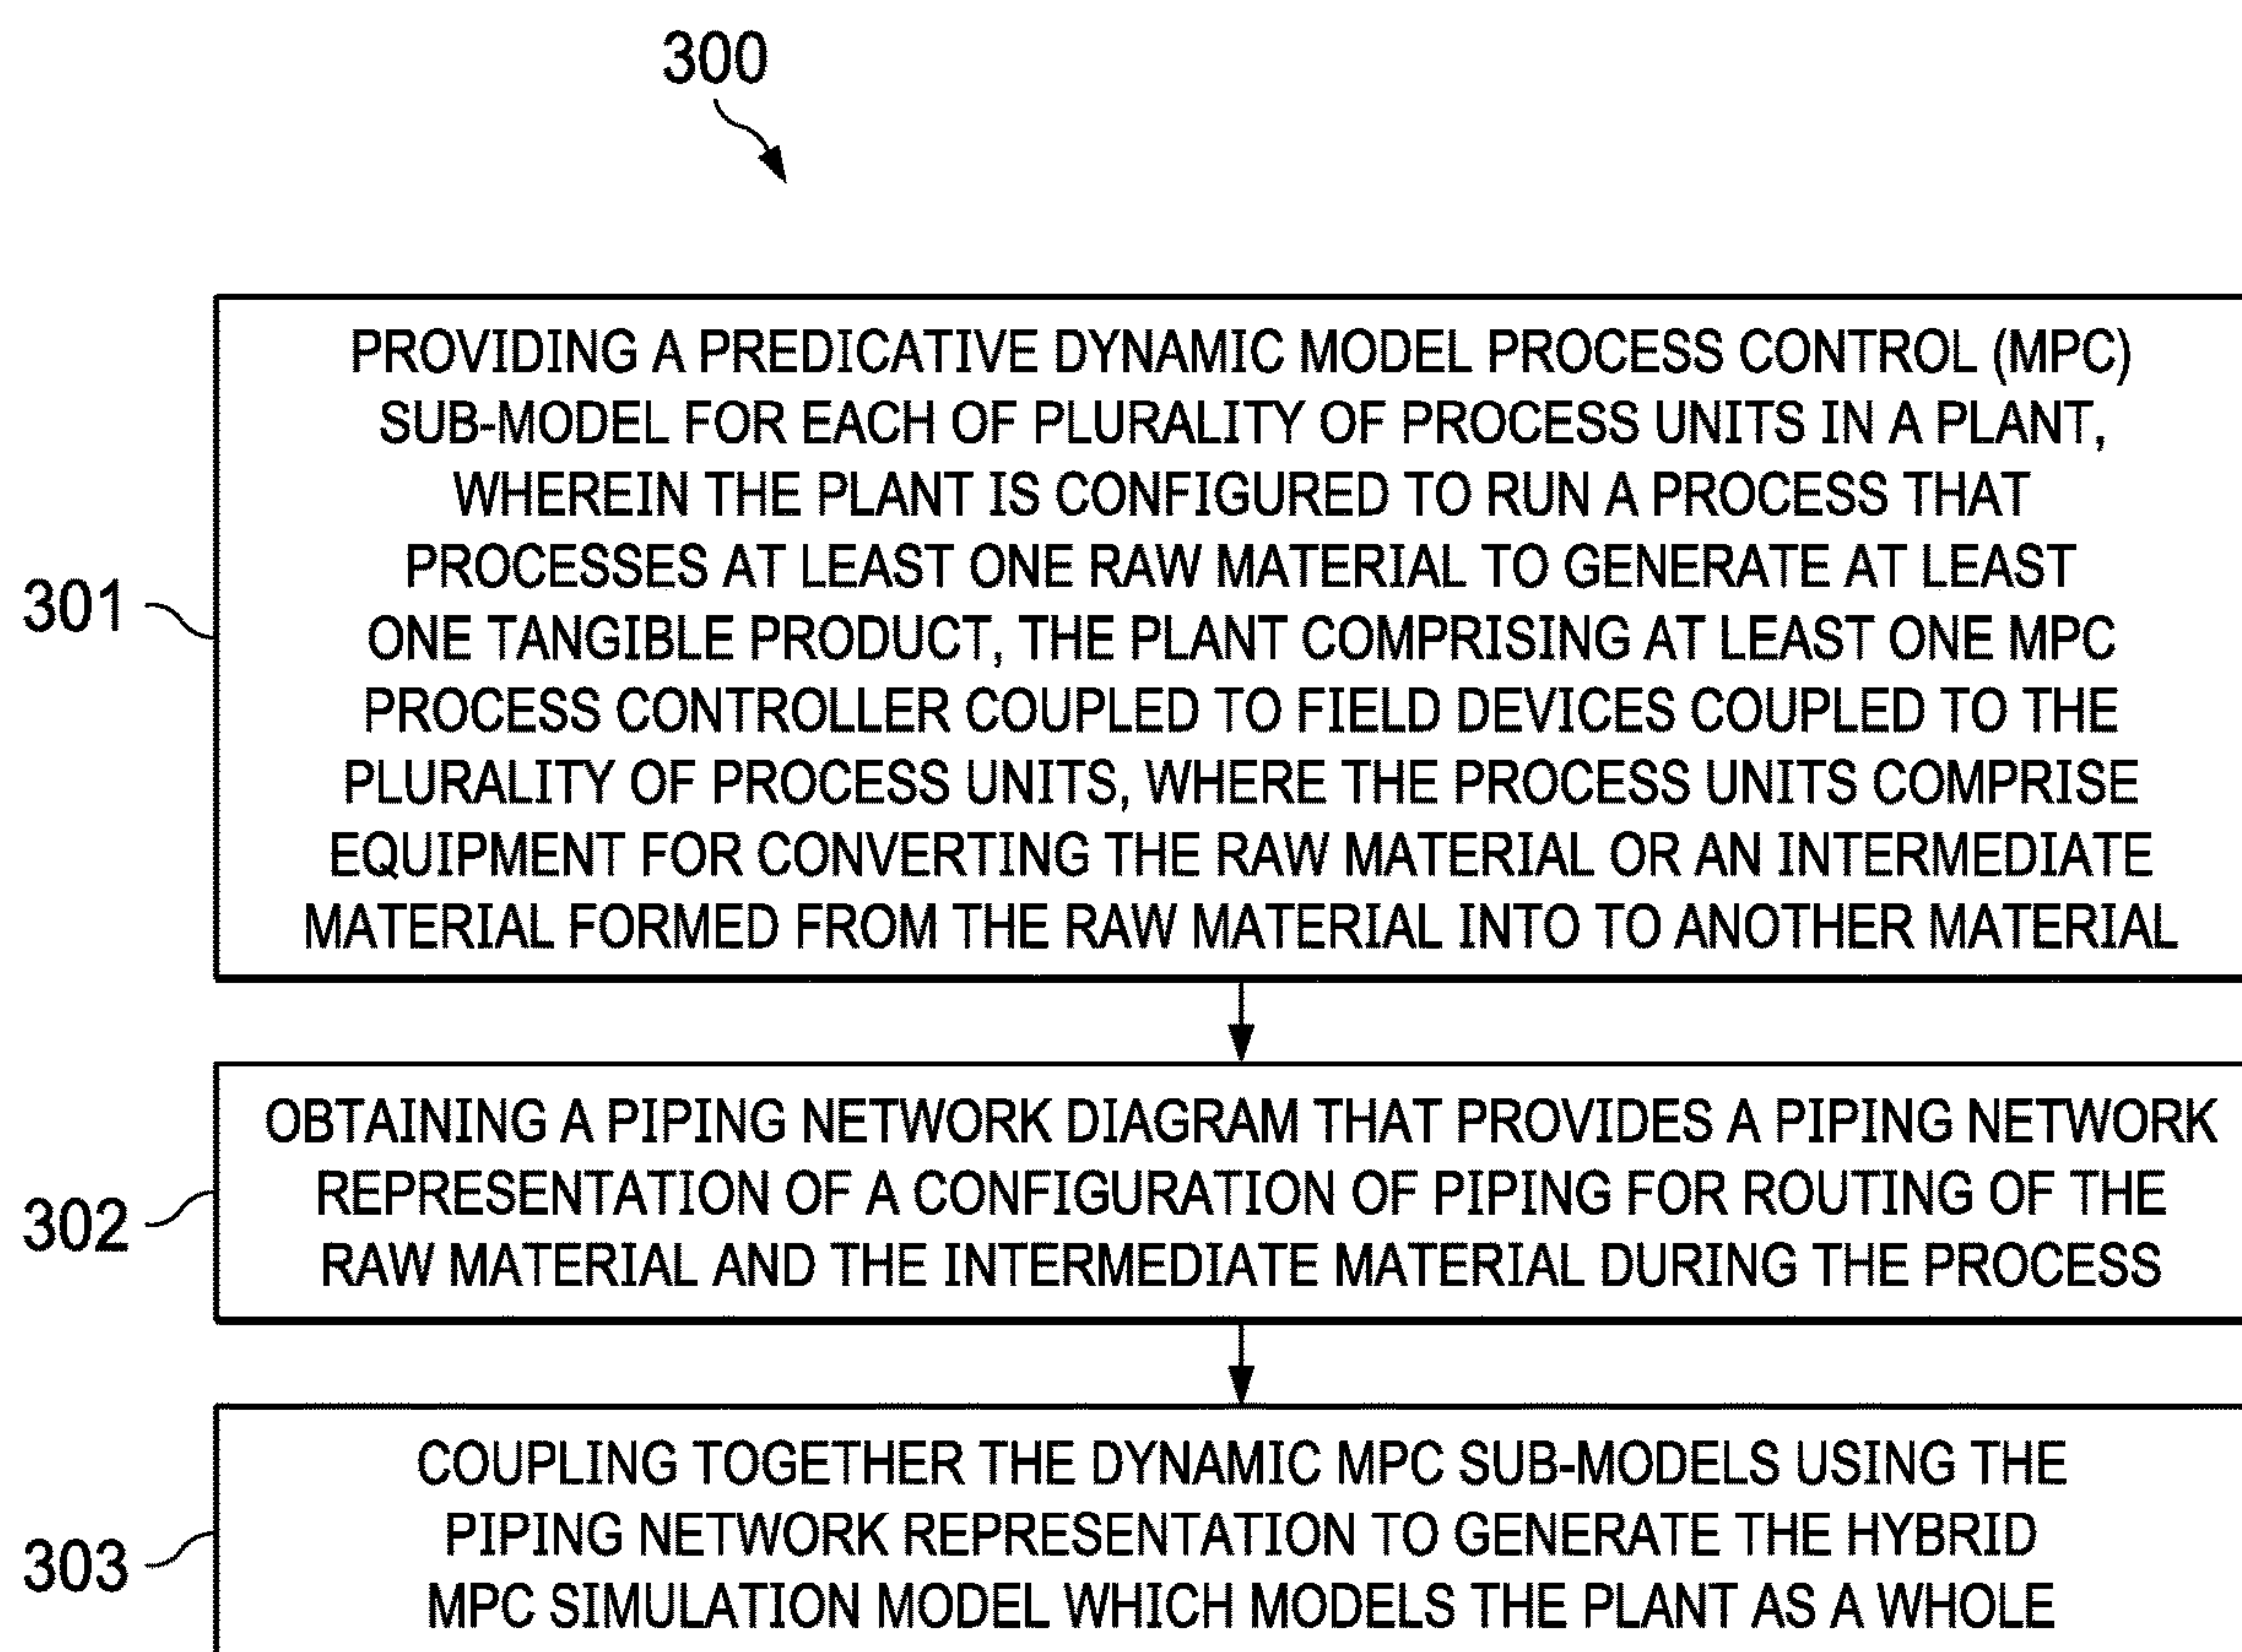 300
PROVIDING A PREDICATIVE DYNAMIC MODEL PROCESS CONTROL (MPC)
SUB-MODEL FOR EACH OF PLURALITY OF PROCESS UNITS IN A PLANT,
WHEREIN THE PLANT IS CONFIGURED TO RUN A PROCESS THAT
PROCESSES AT LEAST ONE RAW MATERIAL TO GENERATE AT LEAST
ONE TANGIBLE PRODUCT, THE PLANT COMPRISING AT LEAST ONE MPC
PROCESS CONTROLLER COUPLED TO FIELD DEVICES COUPLED TO THE
PLURALITY OF PROCESS UNITS, WHERE THE PROCESS UNITS COMPRISE
EQUIPMENT FOR CONVERTING THE RAW MATERIAL OR AN INTERMEDIATE
MATERIAL FORMED FROM THE RAW MATERIAL INTO TO ANOTHER MATERIAL
301
OBTAINING A PIPING NETWORK DIAGRAM THAT PROVIDES A PIPING NETWORK
REPRESENTATION OF A CONFIGURATION OF PIPING FOR ROUTING OF THE
RAW MATERIAL AND THE INTERMEDIATE MATERIAL DURING THE PROCESS
302
COUPLING TOGETHER THE DYNAMIC MPC SUB-MODELS USING THE
PIPING NETWORK REPRESENTATION TO GENERATE THE HYBRID
MPC SIMULATION MODEL WHICH MODELS THE PLANT AS A WHOLE
303